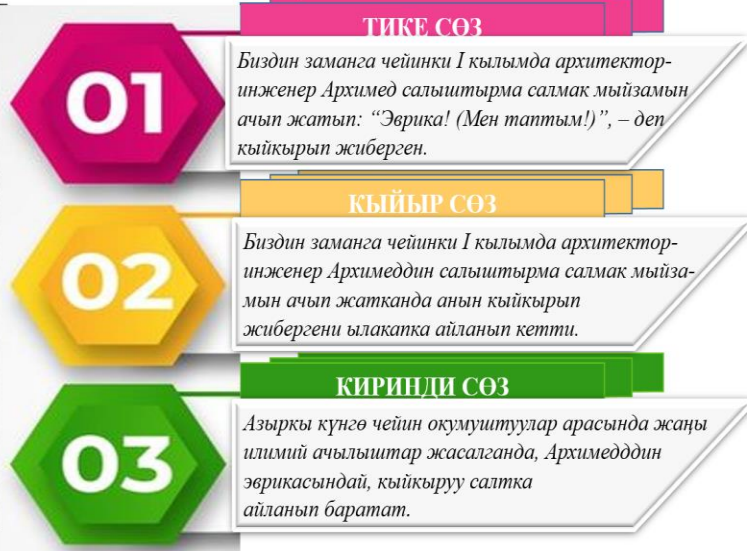 01
ТИКЕ СӨЗ
Биздин заманга чейинки I кылымда архитектор-
инженер Архимед салыштырма салмак мыйзамын
ачып жатып: “Эврика! (Мен таптым!)”, – деп
кыйкырып жиберген.
02
КЫЙЫР СӨЗ
Биздин заманга чейинки I кылымда архитектор-
инженер Архимеддин салыштырма салмак мыйза-
мын ачып жатканда анын кыйкырып
жибергени ылакапка айланып кетти.
03
КИРИНДИ СӨЗ
Азыркы күнгө чейин окумуштуулар арасында жаңы
илимий ачылыштар жасалганда, Архимедддин
эврикасындай, кыйкыруу салтка
айланып баратат.